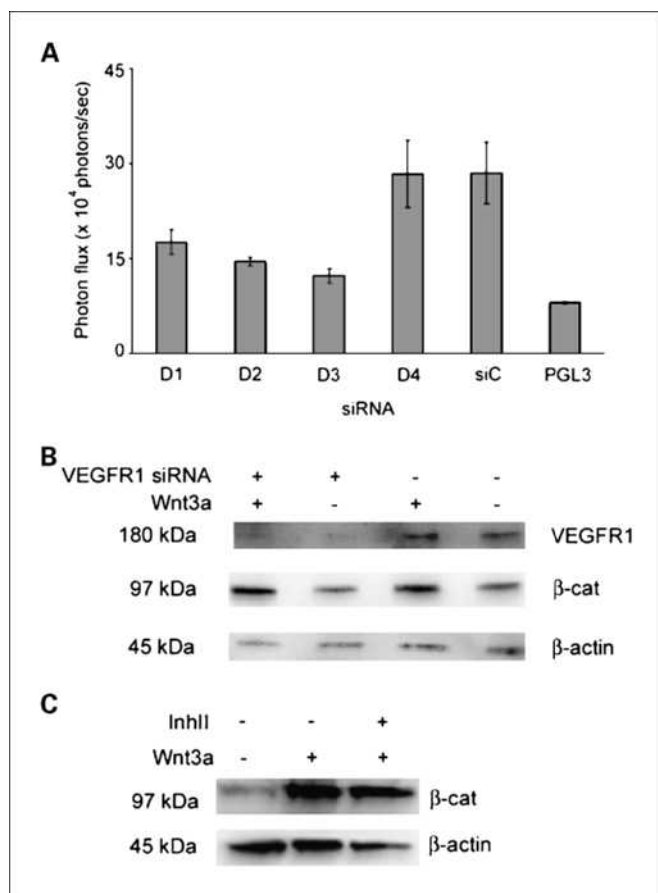 A
45
30
15
0
Photon flux (x 10⁴ photons/sec)
D1 D2 D3 D4 siC PGL3
siRNA
B
VEGFR1 siRNA + + - -
Wnt3a + - + -
180 kDa VEGFR1
97 kDa β-cat
45 kDa β-actin
C
InhII - - +
Wnt3a - + +
97 kDa β-cat
45 kDa β-actin